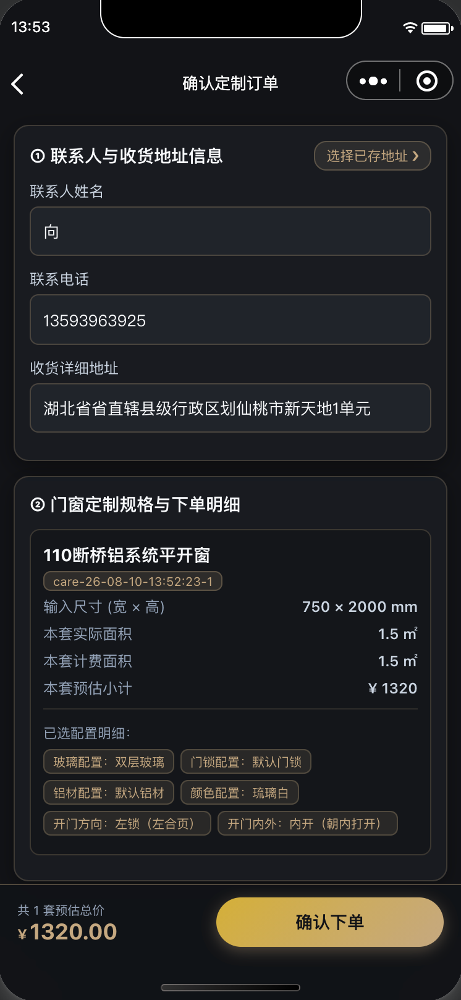 13:53
确认定制订单
① 联系人与收货地址信息
选择已存地址 ❯
联系人姓名
向
联系电话
13593963925
收货详细地址
湖北省省直辖县级行政区划仙桃市新天地1单元
② 门窗定制规格与下单明细
110断桥铝系统平开窗
care-26-08-10-13:52:23-1
输入尺寸 (宽 × 高) 750 × 2000 mm
本套实际面积 1.5 ㎡
本套计费面积 1.5 ㎡
本套预估小计 ¥ 1320
已选配置明细：
玻璃配置：双层玻璃 门锁配置：默认门锁
铝材配置：默认铝材 颜色配置：琉璃白
开门方向：左锁（左合页） 开门内外：内开（朝内打开）
共 1 套预估总价
¥1320.00
确认下单